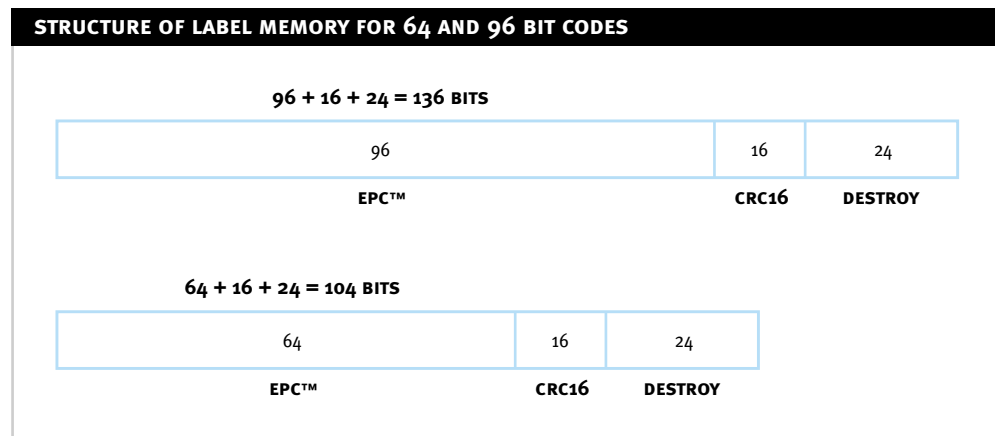 STRUCTURE OF LABEL MEMORY FOR 64 AND 96 BIT CODES
96 + 16 + 24 = 136 BITS
96 16 24
EPC™ CRC16 DESTROY
64 + 16 + 24 = 104 BITS
64 16 24
EPC™ CRC16 DESTROY